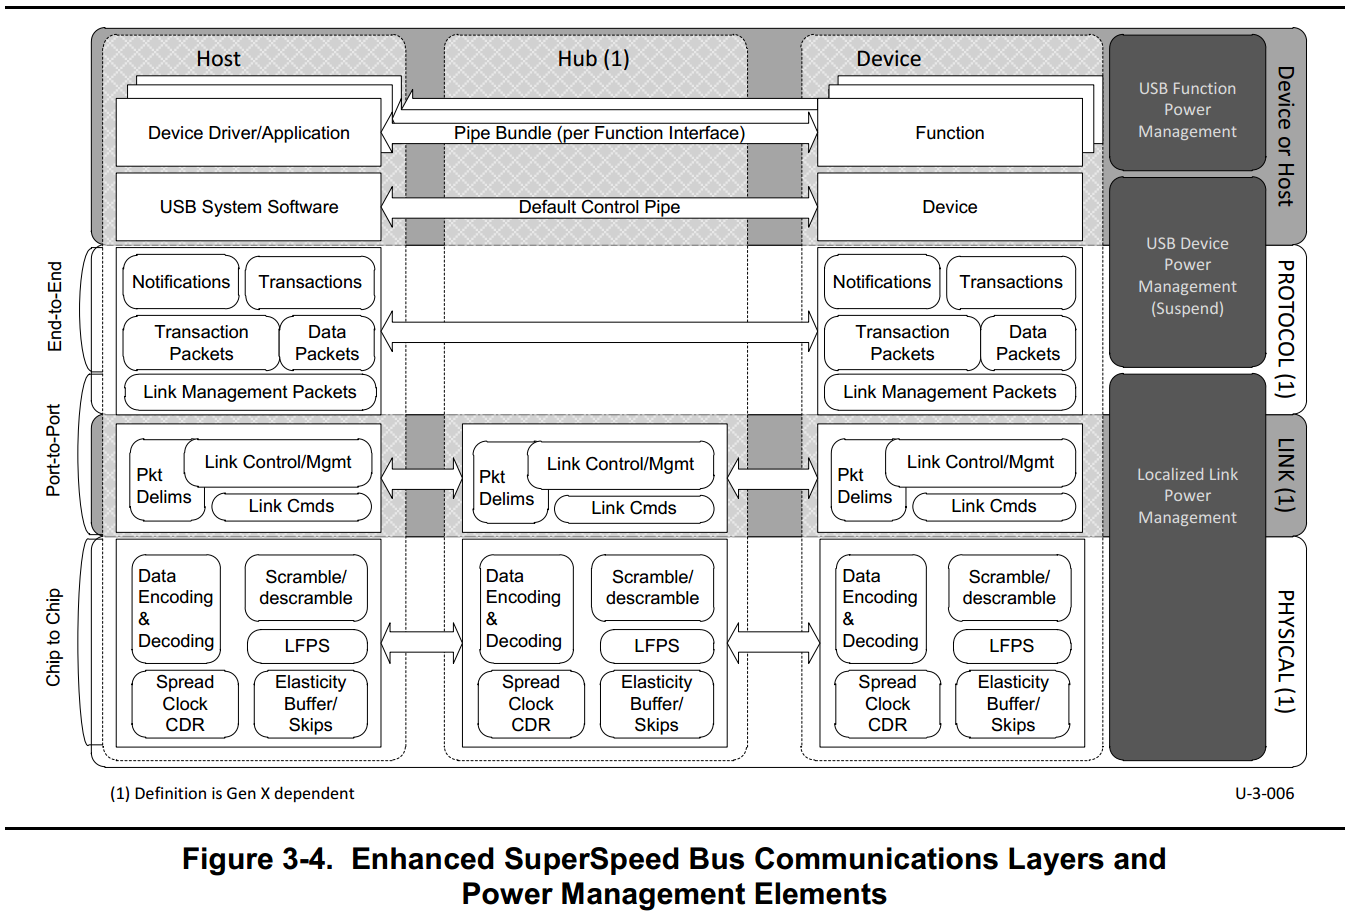 Host
Hub (1)
Device
Device Driver/Application
Pipe Bundle (per Function Interface)
Function
USB System Software
Default Control Pipe
Device
USB Function
Power
Management
Device or Host
USB Device
Power
Management
(Suspend)
End-to-End
Notifications
Transactions
Transaction
Packets
Data
Packets
Link Management Packets
Notifications
Transactions
Transaction
Packets
Data
Packets
Link Management Packets
PROTOCOL (1)
Port-to-Port
Pkt
Delims
Link Control/Mgmt
Link Cmds
Pkt
Delims
Link Control/Mgmt
Link Cmds
Pkt
Delims
Link Control/Mgmt
Link Cmds
Localized Link
Power
Management
LINK (1)
Chip to Chip
Data
Encoding
&
Decoding
Scramble/
descramble
LFPS
Spread
Clock
CDR
Elasticity
Buffer/
Skips
Data
Encoding
&
Decoding
Scramble/
descramble
LFPS
Spread
Clock
CDR
Elasticity
Buffer/
Skips
Data
Encoding
&
Decoding
Scramble/
descramble
LFPS
Spread
Clock
CDR
Elasticity
Buffer/
Skips
PHYSICAL (1)
(1) Definition is Gen X dependent
U-3-006
Figure 3-4. Enhanced SuperSpeed Bus Communications Layers and
Power Management Elements